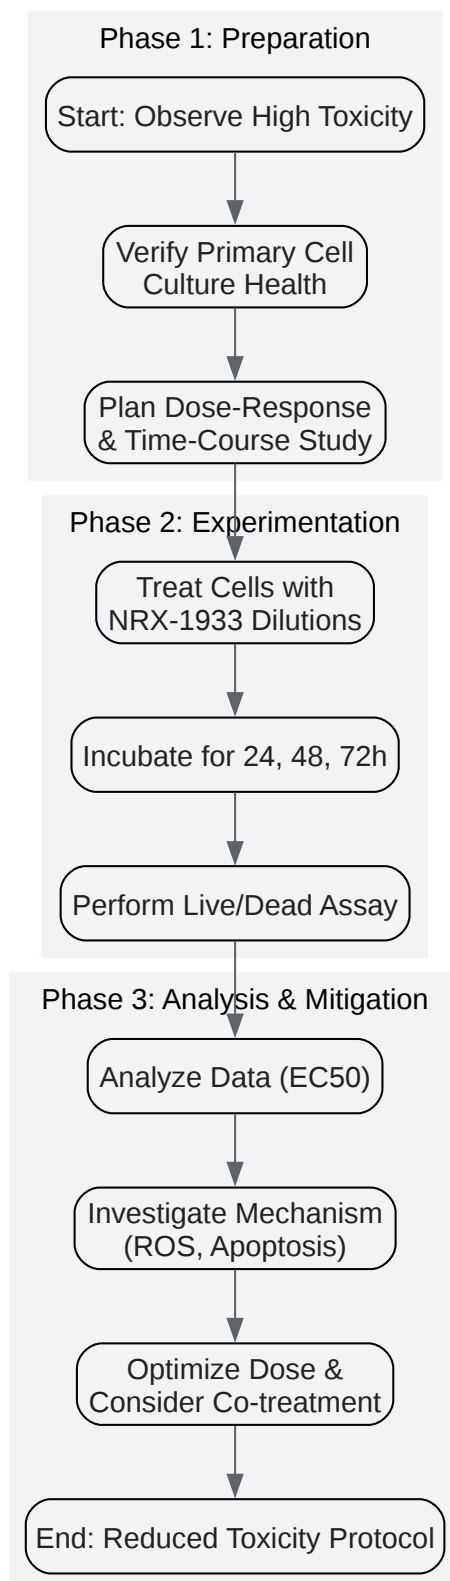 Phase 1: Preparation
Start: Observe High Toxicity
Verify Primary Cell
Culture Health
Plan Dose-Response
& Time-Course Study
Phase 2: Experimentation
Treat Cells with
NRX-1933 Dilutions
Incubate for 24, 48, 72h
Perform Live/Dead Assay
Phase 3: Analysis & Mitigation
Analyze Data (EC50)
Investigate Mechanism
(ROS, Apoptosis)
Optimize Dose &
Consider Co-treatment
End: Reduced Toxicity Protocol